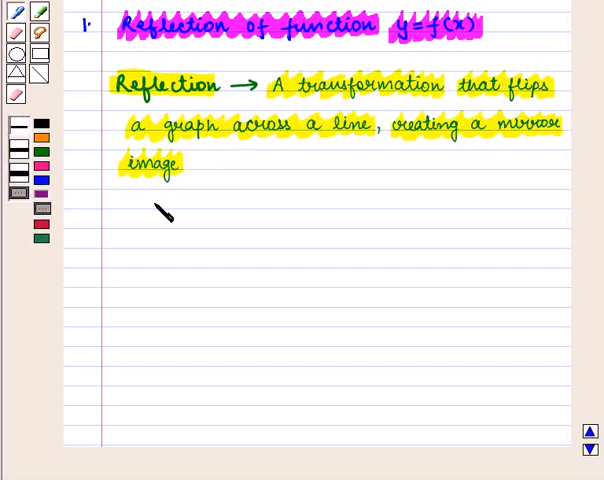 1. Reflection of function y=f(x)
Reflection → A transformation that flips
a graph across a line, creating a mirror
image